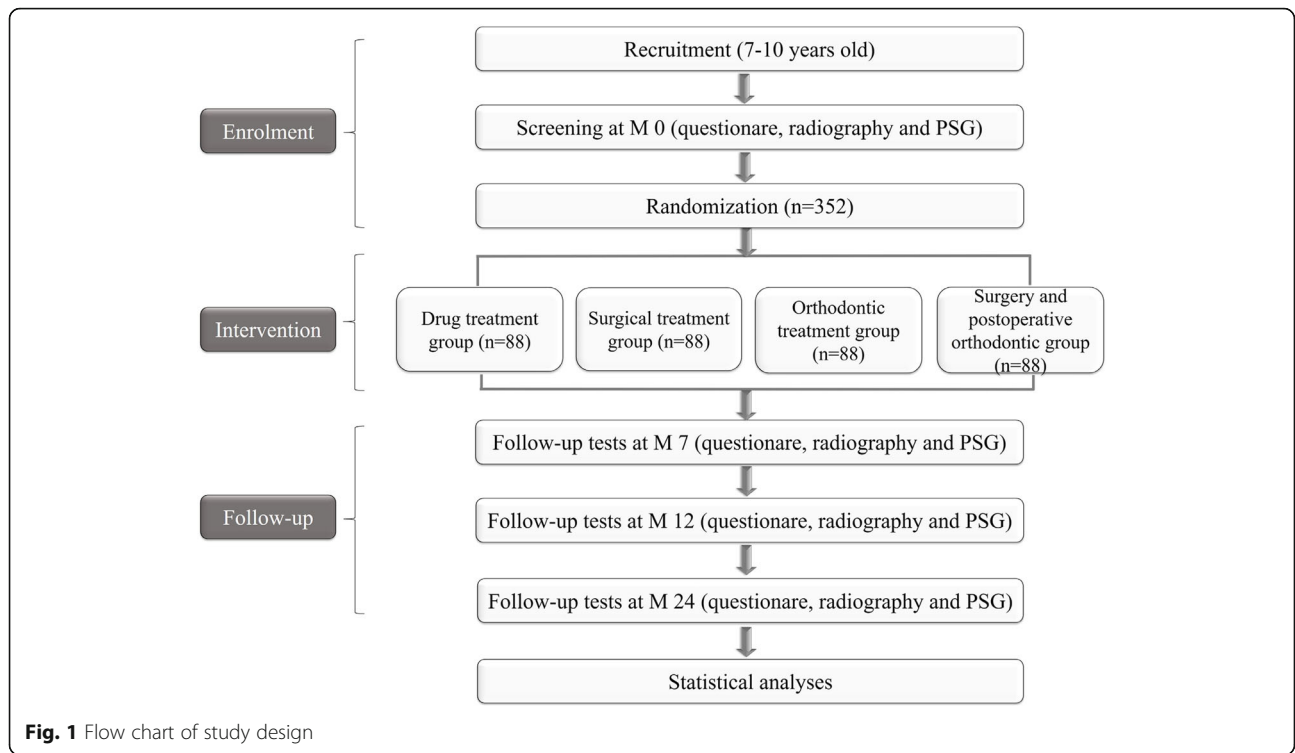 Recruitment (7-10 years old)
Enrolment
Screening at M 0 (questionare, radiography and PSG)
Randomization (n=352)
Intervention
Drug treatment
group (n=88)
Surgical treatment
group (n=88)
Orthodontic
treatment group
(n=88)
Surgery and
postoperative
orthodontic group
(n=88)
Follow-up tests at M 7 (questionare, radiography and PSG)
Follow-up
Follow-up tests at M 12 (questionare, radiography and PSG)
Follow-up tests at M 24 (questionare, radiography and PSG)
Statistical analyses
Fig. 1 Flow chart of study design